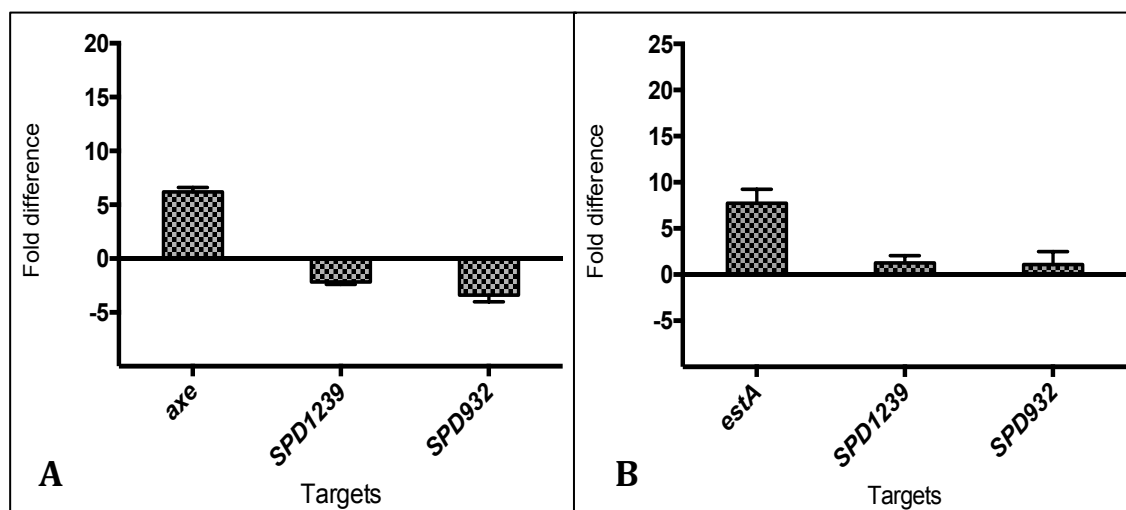 20
15
10
5
0
-5
Fold difference
axe
SPD1239
SPD932
A
Targets
25
20
15
10
5
0
-5
Fold difference
estA
SPD1239
SPD932
B
Targets